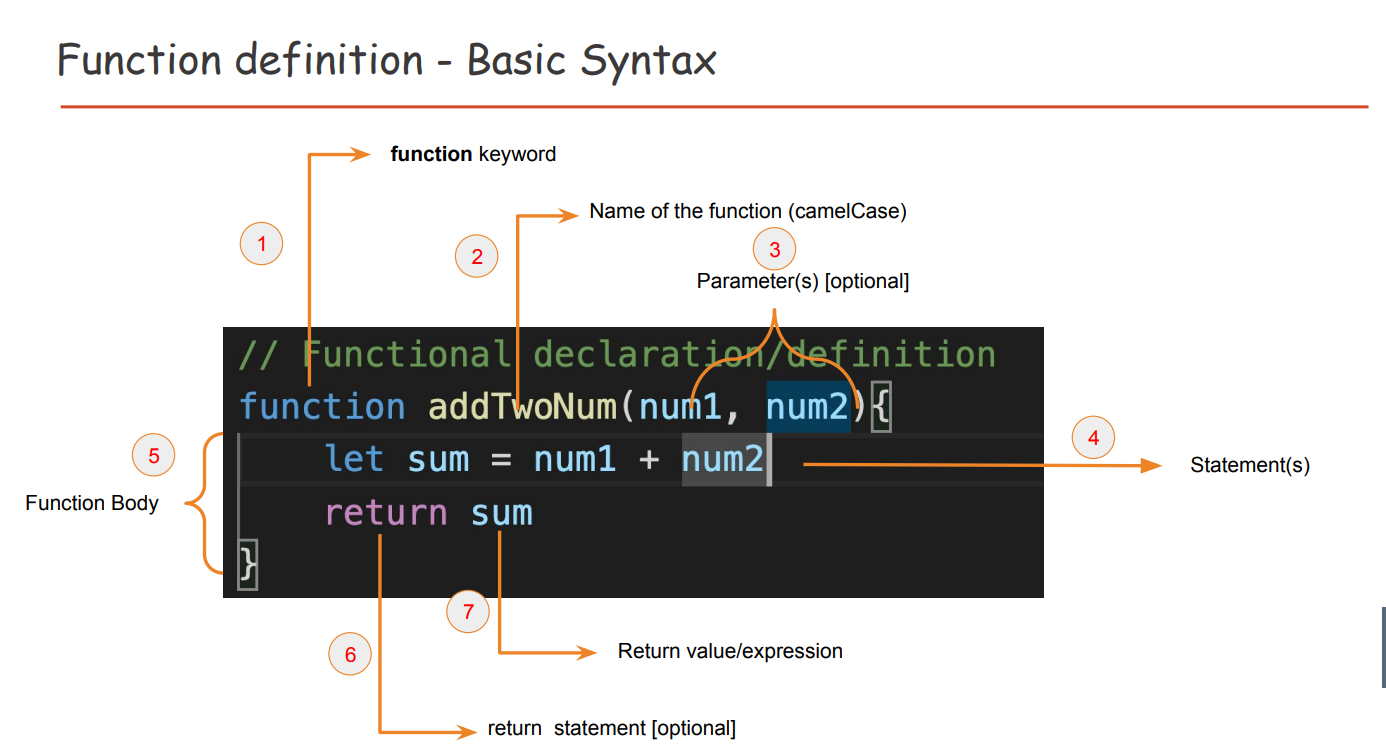 Function definition - Basic Syntax
function keyword
Name of the function (camelCase)
1
2
3
Parameter(s) [optional]
// Functional declaration/definition
function addTwoNum(num1, num2){
let sum = num1 + num2
return sum
}
4
Statement(s)
5
Function Body
7
6
Return value/expression
return statement [optional]